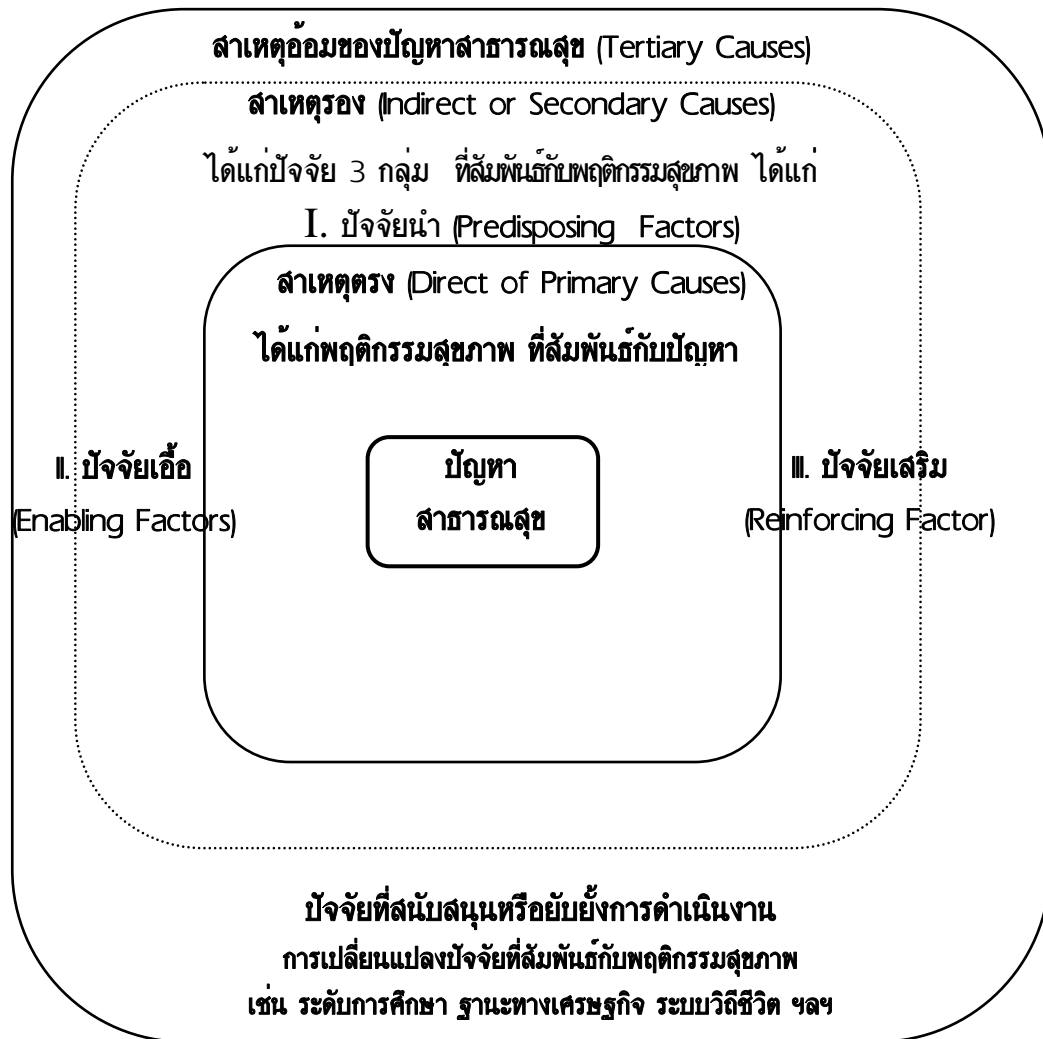 สาเหตุอ้อมของปัญหาสาธารณสุข (Tertiary Causes)
สาเหตุรอง (Indirect or Secondary Causes)
ได้แก่ปัจจัย 3 กลุ่ม ที่สัมพันธ์กับพฤติกรรมสุขภาพ ได้แก่
I. ปัจจัยนำ (Predisposing Factors)
สาเหตุตรง (Direct of Primary Causes)
ได้แก่พฤติกรรมสุขภาพ ที่สัมพันธ์กับปัญหา
II. ปัจจัยเอื้อ
(Enabling Factors)
ปัญหา
สาธารณสุข
III. ปัจจัยเสริม
(Reinforcing Factor)
ปัจจัยที่สนับสนุนหรือยับยั้งการดำเนินงาน
การเปลี่ยนแปลงปัจจัยที่สัมพันธ์กับพฤติกรรมสุขภาพ
เช่น ระดับการศึกษา ฐานะทางเศรษฐกิจ ระบบวิถีชีวิต ฯลฯ